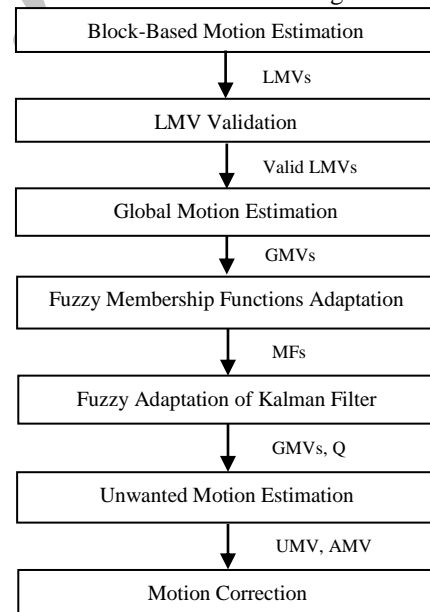 Block-Based Motion Estimation
LMVs
LMV Validation
Valid LMVs
Global Motion Estimation
GMVs
Fuzzy Membership Functions Adaptation
MFs
Fuzzy Adaptation of Kalman Filter
GMVs, Q
Unwanted Motion Estimation
UMV, AMV
Motion Correction